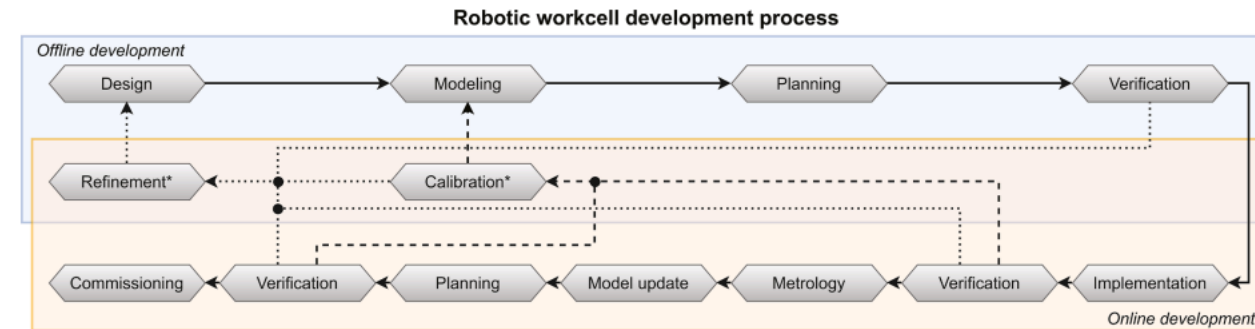 Robotic workcell development process
Offline development
Design
Modeling
Planning
Verification
Refinement*
Calibration*
Commissioning
Verification
Planning
Model update
Metrology
Verification
Implementation
Online development